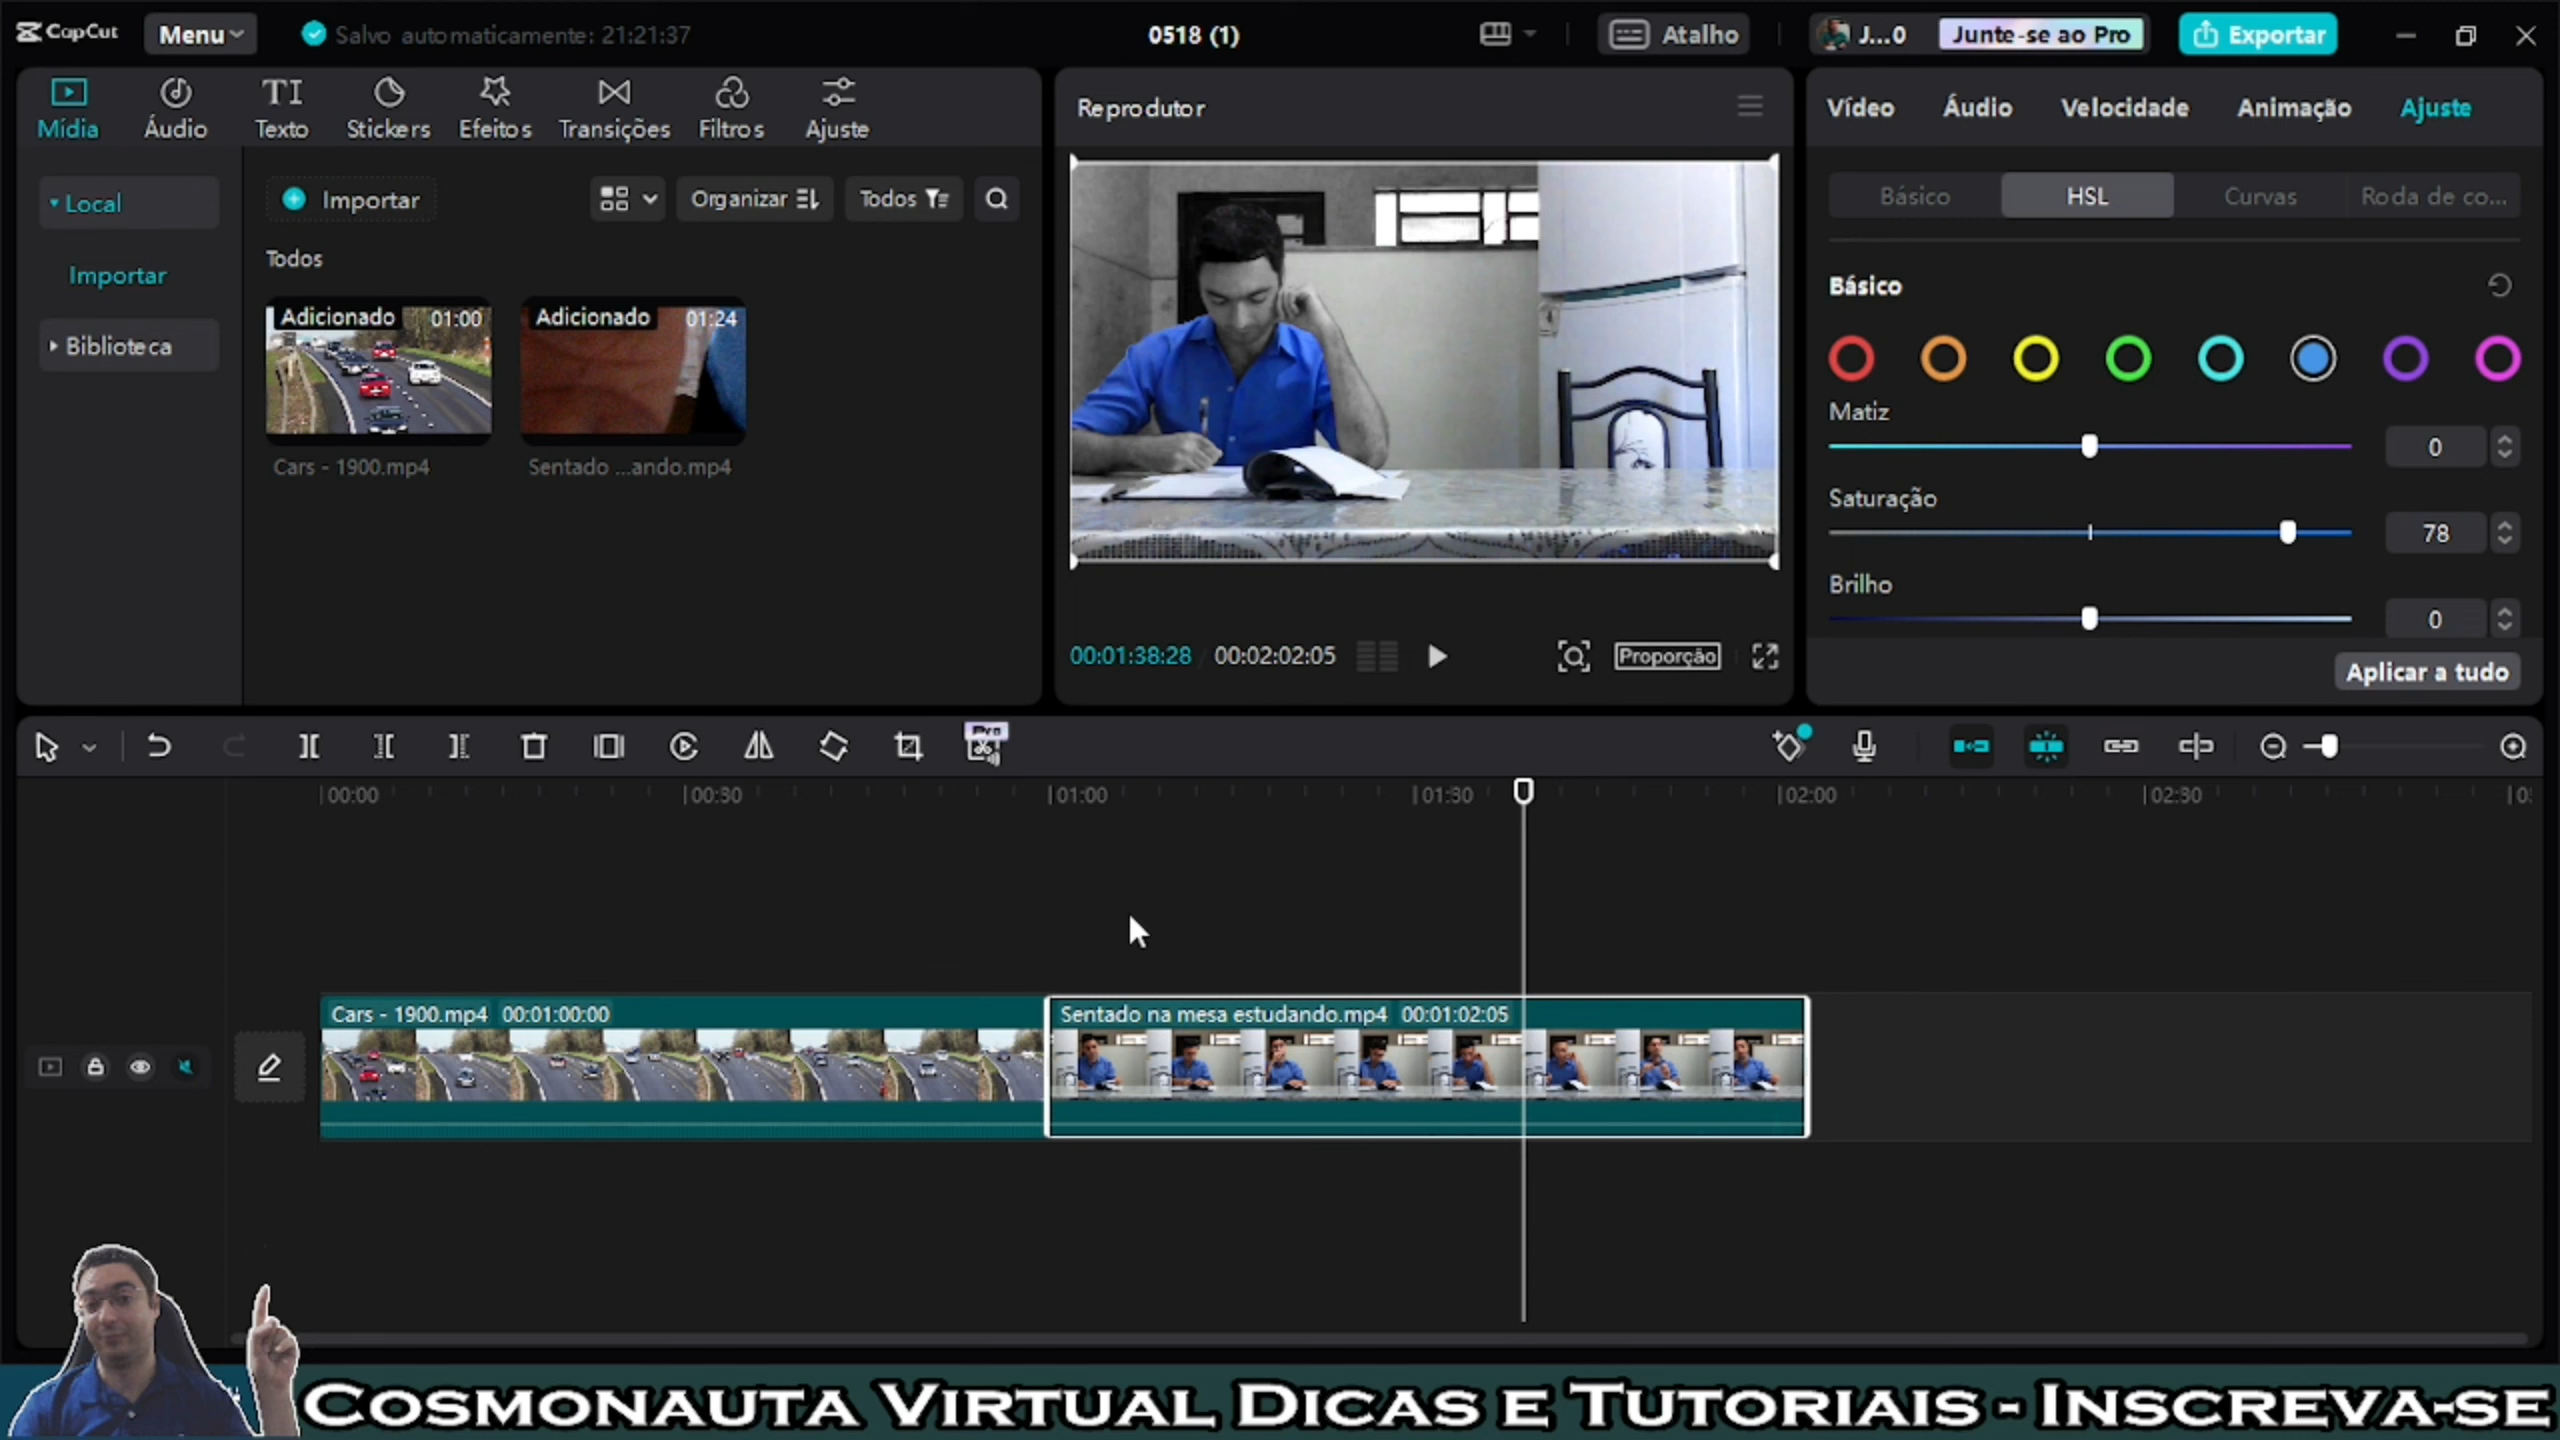 CapCut
Menu
Salvo automaticamente: 21:21:37
0518 (1)
Atalho
J...0
Junte-se ao Pro
Exportar
Mídia
Áudio
TI
Texto
Stickers
Efeitos
Transições
Filtros
Ajuste
Local
Importar
Biblioteca
Importar
Organizar
Todos
Todos
Adicionado 01:00
Cars - 1900.mp4
Adicionado 01:24
Sentado ...ando.mp4
Reprodutor
00:01:38:28 00:02:02:05
Proporção
Vídeo
Áudio
Velocidade
Animação
Ajuste
Básico
HSL
Curvas
Roda de co...
Básico
Matiz
0
Saturação
78
Brilho
0
Aplicar a tudo
Pro
00:00
00:30
01:00
01:30
02:00
02:30
Cars - 1900.mp4 00:01:00:00
Sentado na mesa estudando.mp4 00:01:02:05
Cosmonauta Virtual Dicas e Tutoriais - Inscreva-se